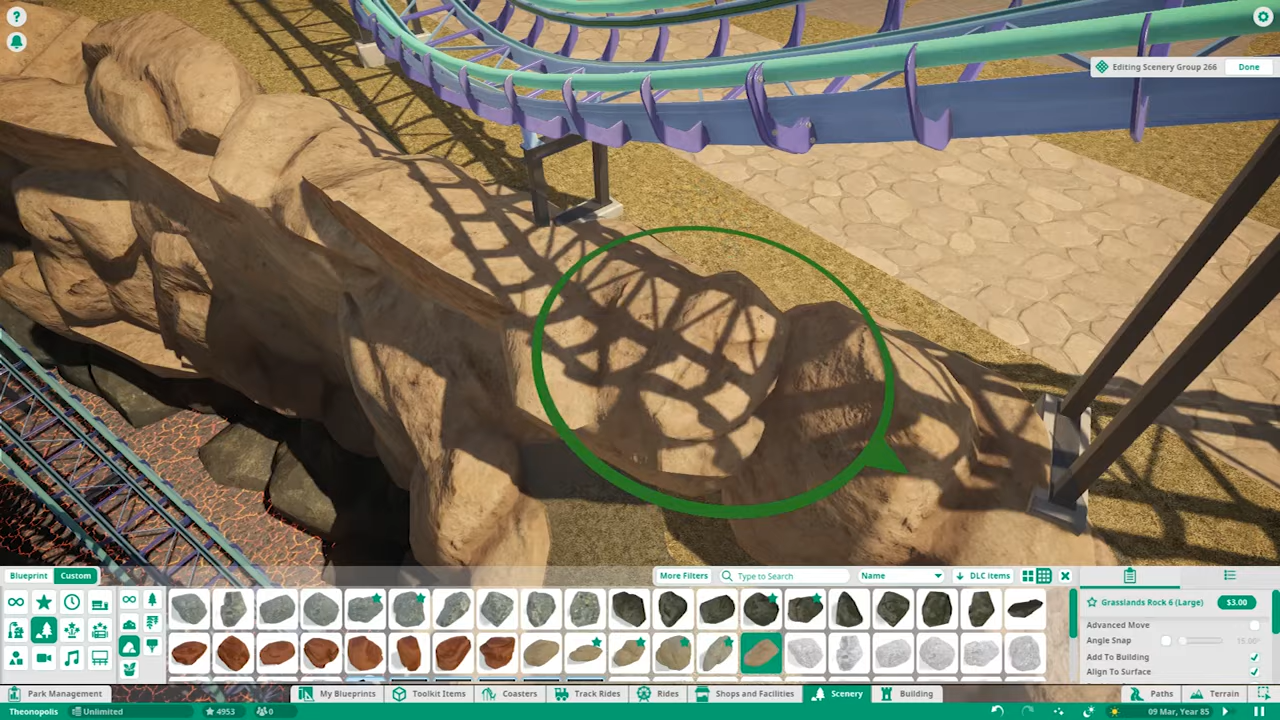 ?
Editing Scenery Group 266
Done
Blueprint
Custom
More Filters
Type to Search
Name
DLC Items
Grasslands Rock 6 (Large)
$3.00
Advanced Move
Angle Snap
15.00°
Add To Building
Align To Surface
Park Management
My Blueprints
Toolkit Items
Coasters
Track Rides
Rides
Shops and Facilities
Scenery
Building
Paths
Terrain
Theonopolis
Unlimited
4953
0
09 Mar, Year 85